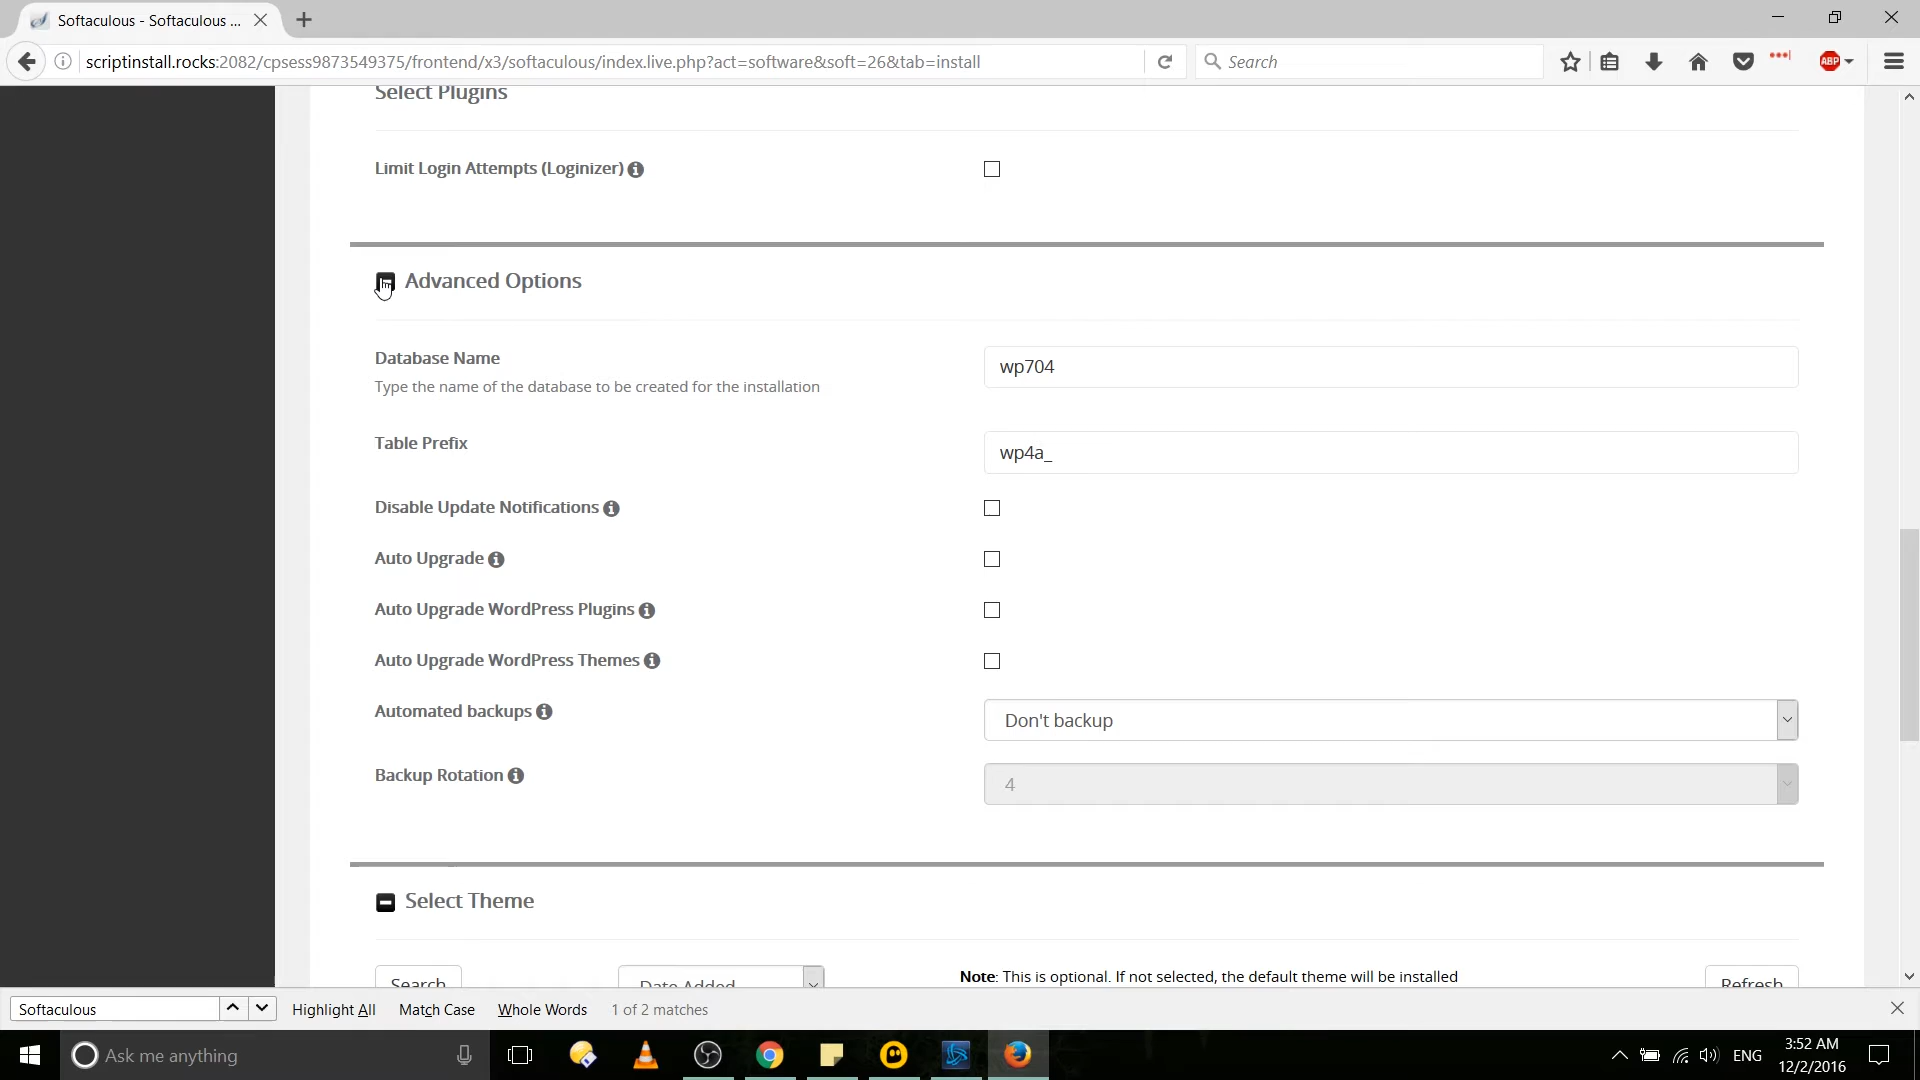 Softaculous - Softaculous ...
scriptinstall.rocks:2082/cpsess9873549375/frontend/x3/softaculous/index.live.php?act=software&soft=26&tab=install
Search
ABP
Select Plugins
Limit Login Attempts (Loginizer)
Advanced Options
Database Name
wp704
Type the name of the database to be created for the installation
Table Prefix
wp4a_
Disable Update Notifications
Auto Upgrade
Auto Upgrade WordPress Plugins
Auto Upgrade WordPress Themes
Automated backups
Don't backup
Backup Rotation
4
Select Theme
Search
Date Added
Note: This is optional. If not selected, the default theme will be installed
Refresh
Softaculous
Highlight All
Match Case
Whole Words
1 of 2 matches
Ask me anything
ENG
3:52 AM
12/2/2016